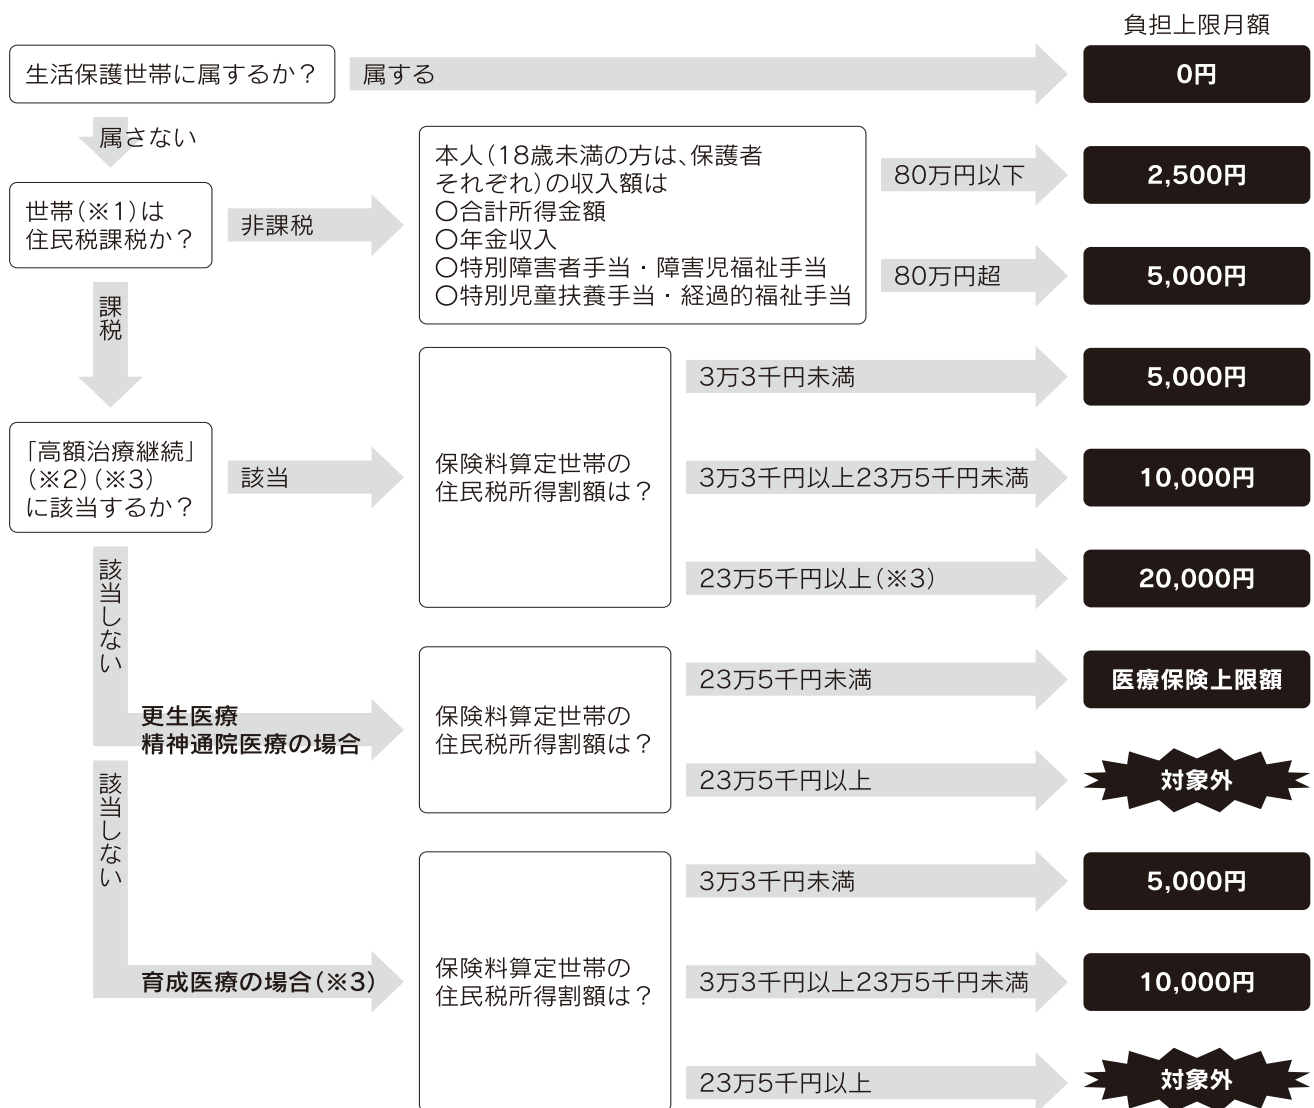 負担上限月額
生活保護世帯に属するか？
属する
0円
属さない
世帯（※1）は
住民税課税か？
非課税
本人（18歳未満の方は、保護者
それぞれ）の収入額は
〇合計所得金額
〇年金収入
〇特別障害者手当・障害児福祉手当
〇特別児童扶養手当・経過的福祉手当
80万円以下
2,500円
80万円超
5,000円
課税
「高額治療継続」
（※2）（※3）
に該当するか？
該当
保険料算定世帯の
住民税所得割額は？
3万3千円未満
5,000円
3万3千円以上23万5千円未満
10,000円
23万5千円以上（※3）
20,000円
該当しない
更生医療
精神通院医療の場合
保険料算定世帯の
住民税所得割額は？
23万5千円未満
医療保険上限額
23万5千円以上
対象外
該当しない
育成医療の場合（※3）
保険料算定世帯の
住民税所得割額は？
3万3千円未満
5,000円
3万3千円以上23万5千円未満
10,000円
23万5千円以上
対象外